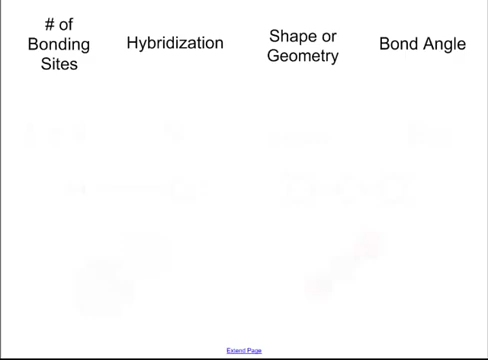 # of
Bonding
Sites
Hybridization
Shape or
Geometry
Bond Angle
Extend Page